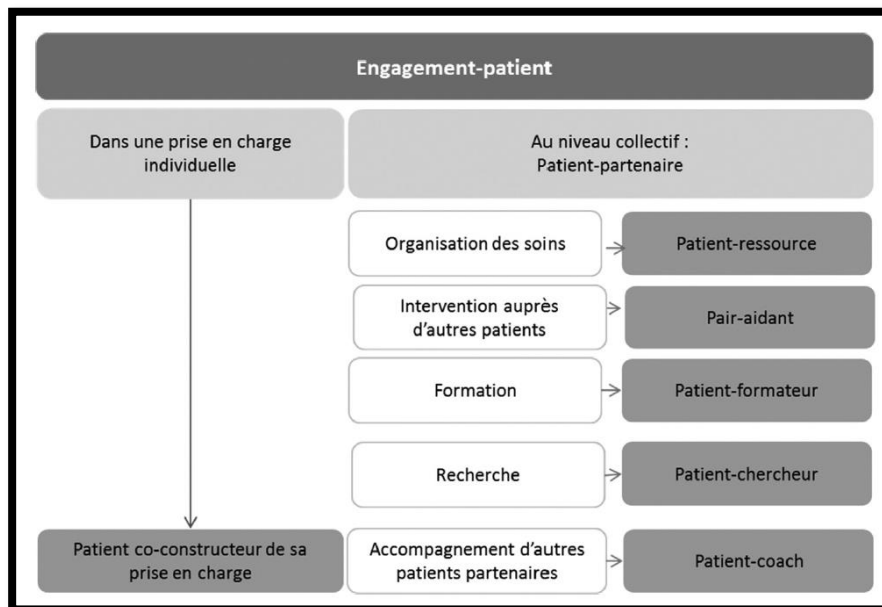 Engagement-patient
Dans une prise en charge
individuelle
Au niveau collectif :
Patient-partenaire
Organisation des soins
Patient-ressource
Intervention auprès
d'autres patients
Pair-aidant
Formation
Patient-formateur
Recherche
Patient-chercheur
Patient co-constructeur de sa
prise en charge
Accompagnement d'autres
patients partenaires
Patient-coach